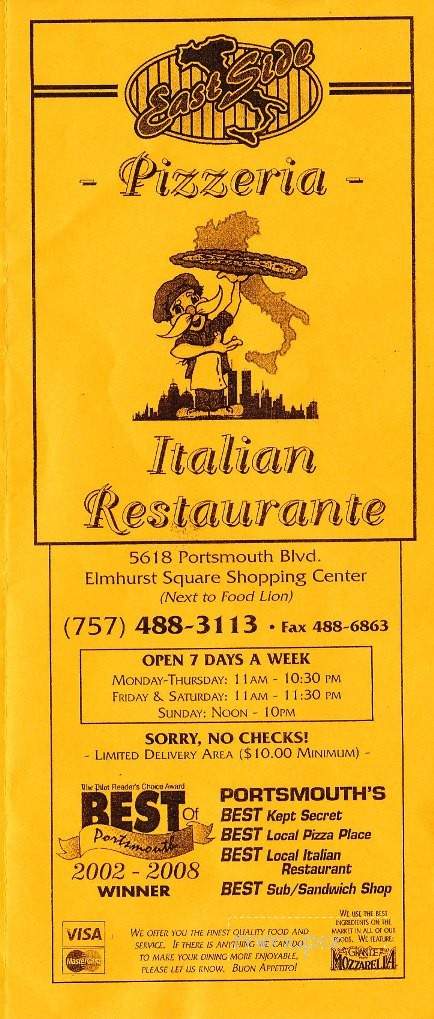 East Side
- Pizzeria -
Italian
Restaurante
5618 Portsmouth Blvd.
Elmhurst Square Shopping Center
(Next to Food Lion)
(757) 488-3113 • Fax 488-6863
OPEN 7 DAYS A WEEK
MONDAY-THURSDAY: 11AM - 10:30 PM
FRIDAY & SATURDAY: 11AM - 11:30 PM
SUNDAY: NOON - 10PM
SORRY, NO CHECKS!
- LIMITED DELIVERY AREA ($10.00 MINIMUM) -
The Pilot Reader's Choice Award
BEST Of
Portsmouth
2002 - 2008
WINNER
PORTSMOUTH'S
BEST Kept Secret
BEST Local Pizza Place
BEST Local Italian
Restaurant
BEST Sub/Sandwich Shop
VISA
MasterCard
WE OFFER YOU THE FINEST QUALITY FOOD AND
SERVICE. IF THERE IS ANYTHING WE CAN DO
TO MAKE YOUR DINING MORE ENJOYABLE,
PLEASE LET US KNOW. BUON APPETITO!
WE USE THE BEST
INGREDIENTS ON THE
MARKET IN ALL OF OUR
FOODS. WE FEATURE:
GRANDE
MOZZARELLA